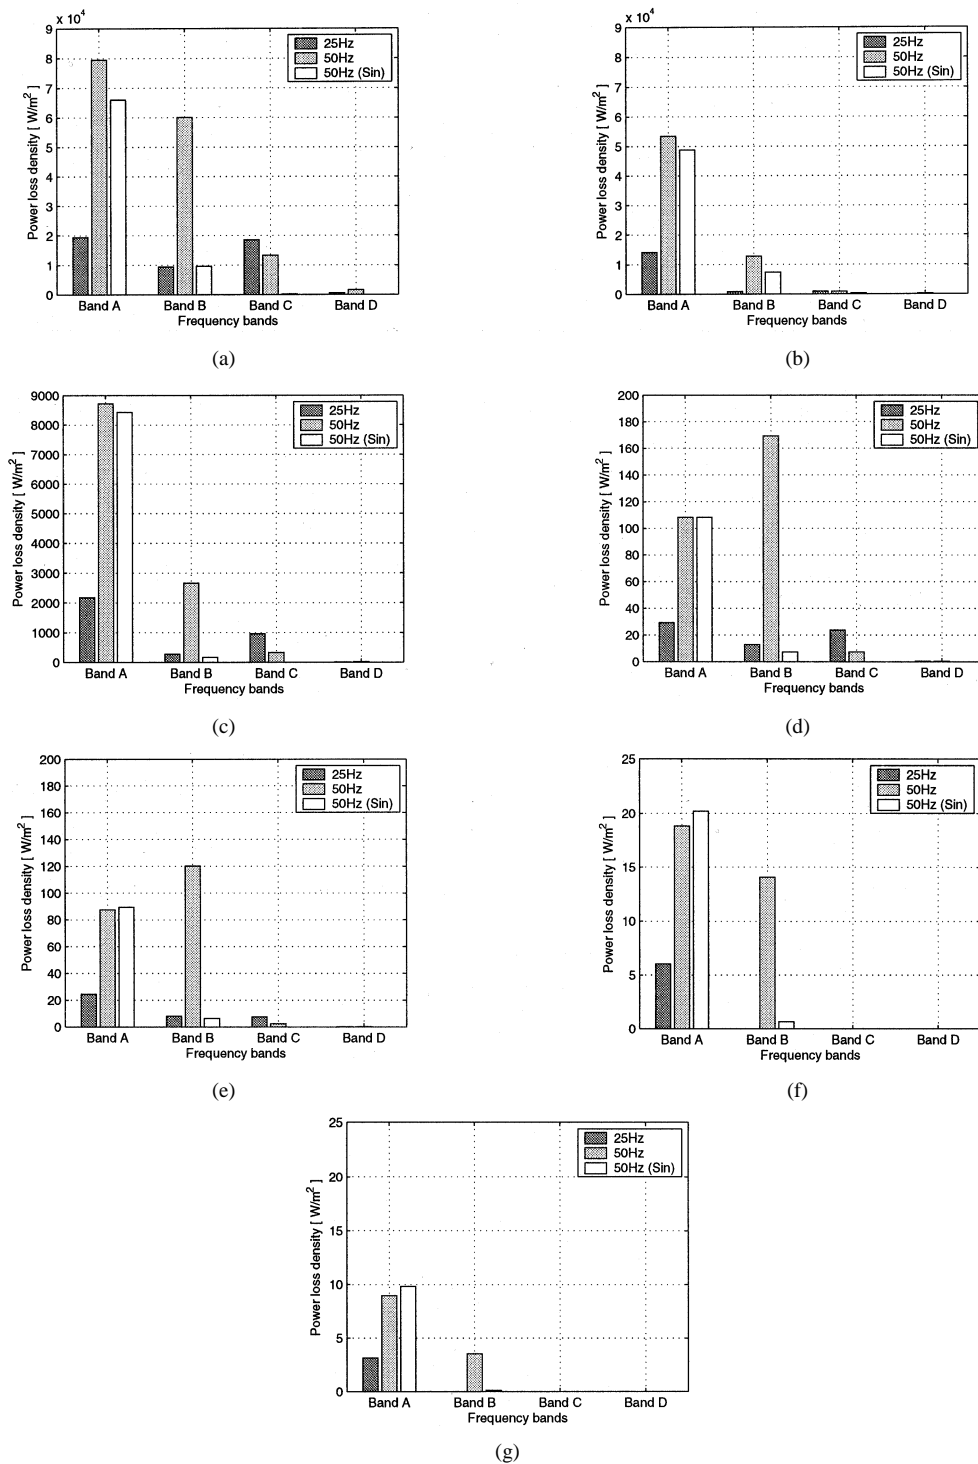 x 10^4
9
8
7
6
5
4
3
2
1
0
Power loss density [ W/m^2 ]
25Hz
50Hz
50Hz (Sin)
Band A Band B Band C Band D
Frequency bands
(a)
x 10^4
9
8
7
6
5
4
3
2
1
0
Power loss density [ W/m^2 ]
25Hz
50Hz
50Hz (Sin)
Band A Band B Band C Band D
Frequency bands
(b)
9000
8000
7000
6000
5000
4000
3000
2000
1000
0
Power loss density [ W/m^2 ]
25Hz
50Hz
50Hz (Sin)
Band A Band B Band C Band D
Frequency bands
(c)
200
180
160
140
120
100
80
60
40
20
0
Power loss density [ W/m^2 ]
25Hz
50Hz
50Hz (Sin)
Band A Band B Band C Band D
Frequency bands
(d)
200
180
160
140
120
100
80
60
40
20
0
Power loss density [ W/m^2 ]
25Hz
50Hz
50Hz (Sin)
Band A Band B Band C Band D
Frequency bands
(e)
25
20
15
10
5
0
Power loss density [ W/m^2 ]
25Hz
50Hz
50Hz (Sin)
Band A Band B Band C Band D
Frequency bands
(f)
25
20
15
10
5
0
Power loss density [ W/m^2 ]
25Hz
50Hz
50Hz (Sin)
Band A Band B Band C Band D
Frequency bands
(g)